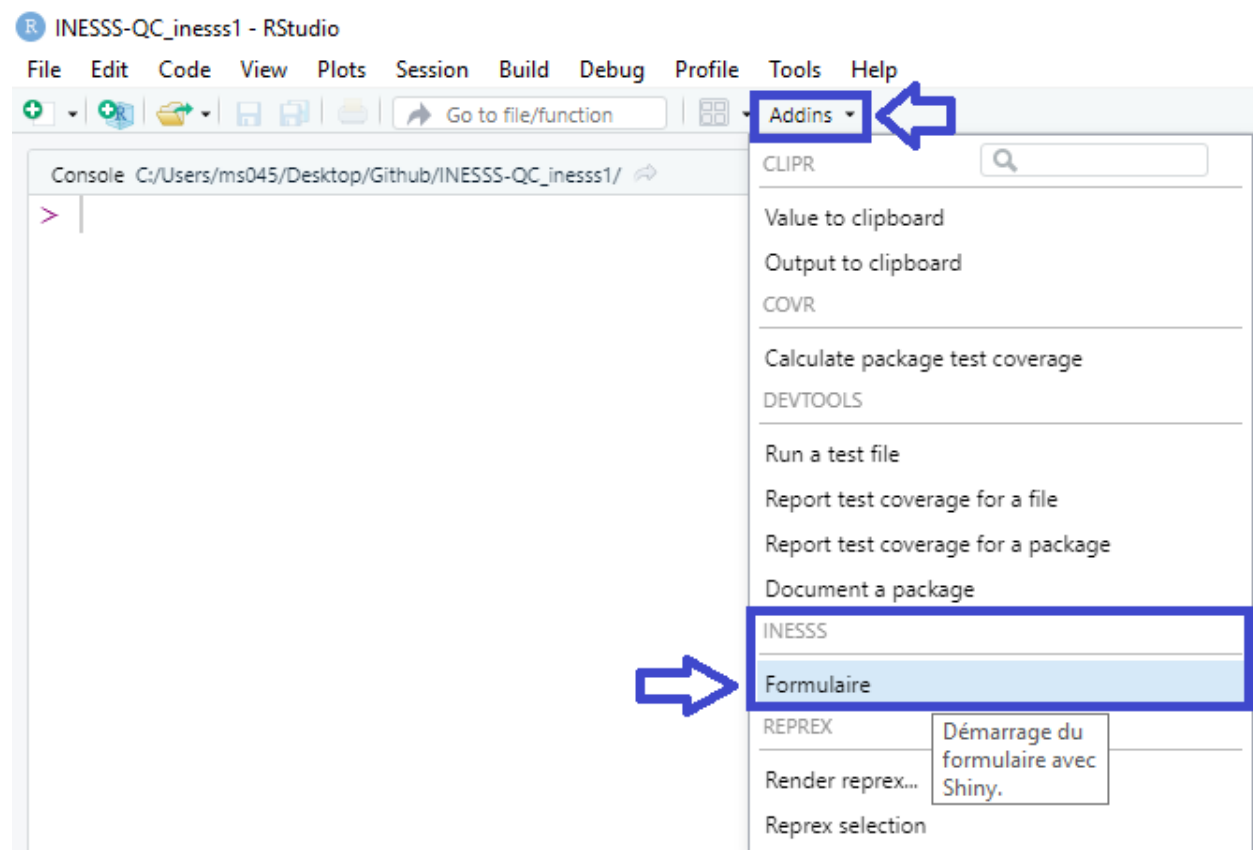 R INESSS-QC_inesss1 - RStudio
File Edit Code View Plots Session Build Debug Profile Tools Help
R Go to file/function Addins
Console C:/Users/ms045/Desktop/Github/INESSS-QC_inesss1/
>
CLIPR
Value to clipboard
Output to clipboard
COVR
Calculate package test coverage
DEVTOOLS
Run a test file
Report test coverage for a file
Report test coverage for a package
Document a package
INESSS
Formulaire
REPREX
Démarrage du
formulaire avec
Shiny.
Render reprex...
Reprex selection